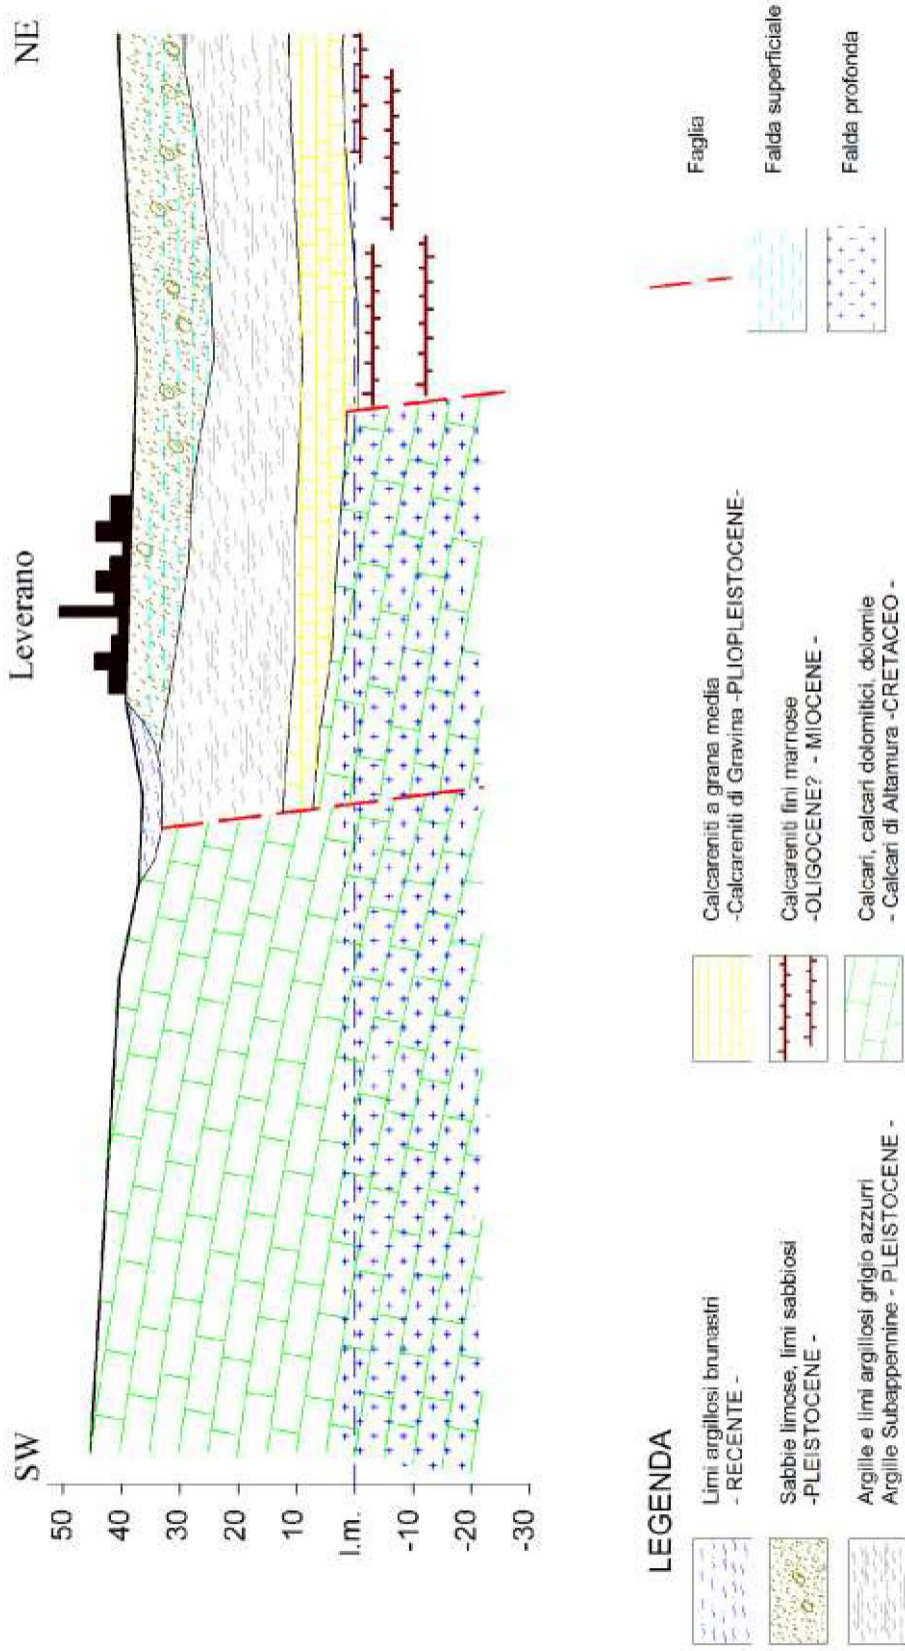 SW
Leverano
NE
50
40
30
20
10
l.m.
-10
-20
-30
LEGENDA
Limi argillosi brunastri
- RECENTE -
Sabbie limose, limi sabbiosi
-PLEISTOCENE -
Argille e limi argillosi grigio azzurri
Argille Subappennine - PLEISTOCENE -
Calcareniti a grana media
-Calcareniti di Gravina -PLIOPLEISTOCENE-
Calcareniti fini marnose
-OLIGOCENE? - MIOCENE -
Calcari, calcari dolomitici, dolomie
- Calcari di Altamura -CRETACEO -
Faglia
Falda superficiale
Falda profonda